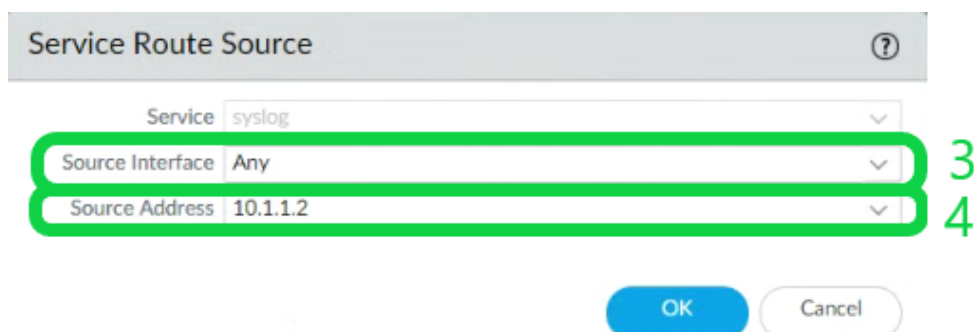 Service Route Source ?
Service syslog
Source Interface Any 3
Source Address 10.1.1.2 4
OK Cancel